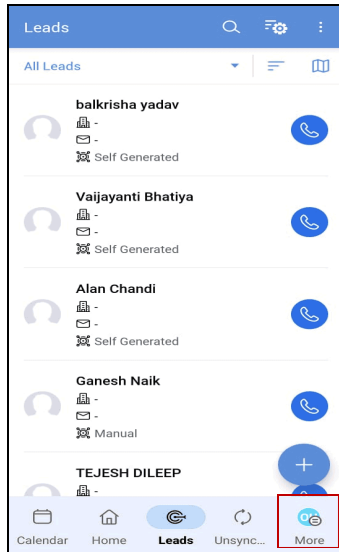 Leads
All Leads
balkrisha yadav
-
-
Self Generated
Vaijayanti Bhatiya
-
-
Self Generated
Alan Chandi
-
-
Self Generated
Ganesh Naik
-
-
Manual
TEJESH DILEEP
-
Calendar Home Leads Unsync... More